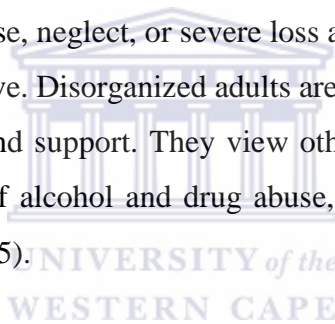 se, neglect, or severe loss a
ve. Disorganized adults are
nd support. They view oth
f alcohol and drug abuse,
5).
UNIVERSITY of the
WESTERN CAPE